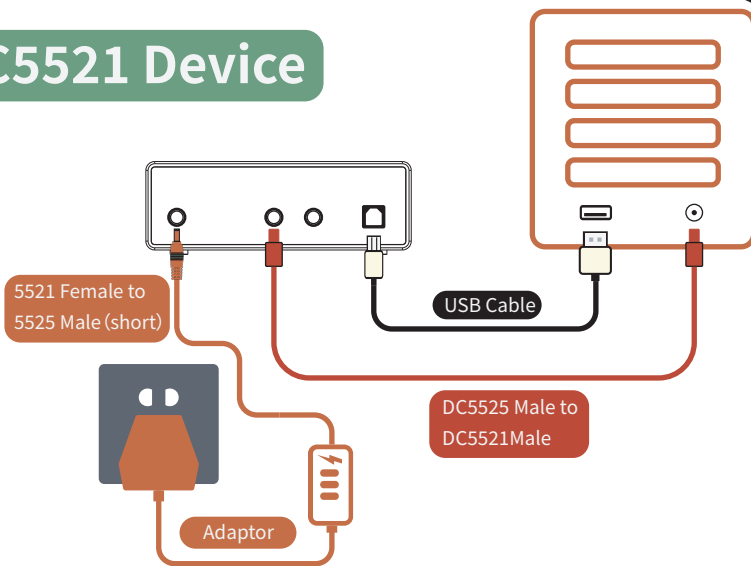 C5521 Device
5521 Female to
5525 Male (short)
USB Cable
DC5525 Male to
DC5521Male
Adaptor